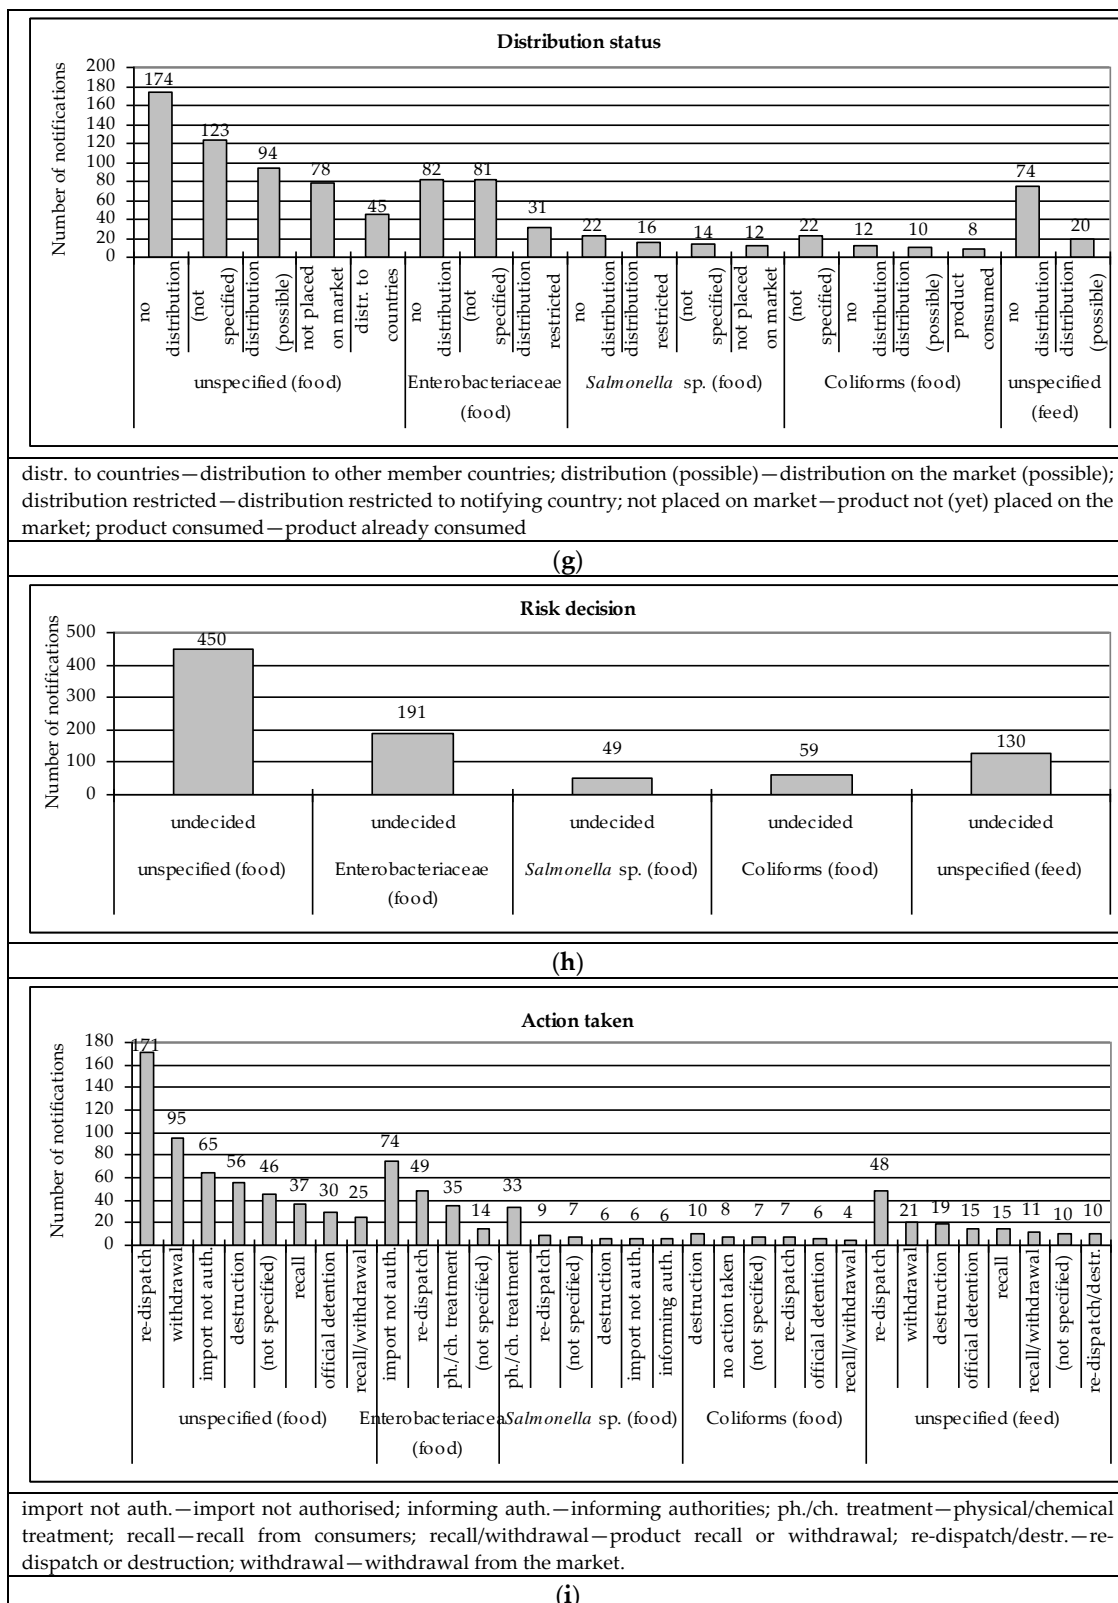 Distribution status
Number of notifications
200
180
160
140
120
100
80
60
40
20
0
174
123
94
78
45
82
81
31
22
16
14
12
22
12
10
8
74
20
no distribution
(not specified)
distribution (possible)
not placed on market
distr. to countries
no distribution
(not specified)
distribution restricted
no distribution
distribution restricted
(not specified)
not placed on market
(not specified)
no distribution
distribution (possible)
product consumed
no distribution
distribution (possible)
unspecified (food)
Enterobacteriaceae (food)
Salmonella sp. (food)
Coliforms (food)
unspecified (feed)
distr. to countries—distribution to other member countries; distribution (possible)—distribution on the market (possible);
distribution restricted—distribution restricted to notifying country; not placed on market—product not (yet) placed on the
market; product consumed—product already consumed
(g)
Risk decision
Number of notifications
500
400
300
200
100
0
450
191
49
59
130
undecided
undecided
undecided
undecided
undecided
unspecified (food)
Enterobacteriaceae (food)
Salmonella sp. (food)
Coliforms (food)
unspecified (feed)
(h)
Action taken
Number of notifications
180
160
140
120
100
80
60
40
20
0
171
95
65
56
46
37
30
25
74
49
35
14
33
9
7
6
6
6
10
8
7
7
6
4
48
21
19
15
15
11
10
10
re-dispatch
withdrawal
import not auth.
destruction
(not specified)
recall
official detention
recall/withdrawal
import not auth.
re-dispatch
ph./ch. treatment
(not specified)
ph./ch. treatment
re-dispatch
(not specified)
destruction
import not auth.
informing auth.
destruction
no action taken
(not specified)
re-dispatch
official detention
recall/withdrawal
re-dispatch
withdrawal
destruction
official detention
recall
recall/withdrawal
(not specified)
re-dispatch/destr.
unspecified (food)
Enterobacteriacea
(food)
Salmonella sp. (food)
Coliforms (food)
unspecified (feed)
import not auth.—import not authorised; informing auth.—informing authorities; ph./ch. treatment—physical/chemical
treatment; recall—recall from consumers; recall/withdrawal—product recall or withdrawal; re-dispatch/destr.—re-
dispatch or destruction; withdrawal—withdrawal from the market.
(i)